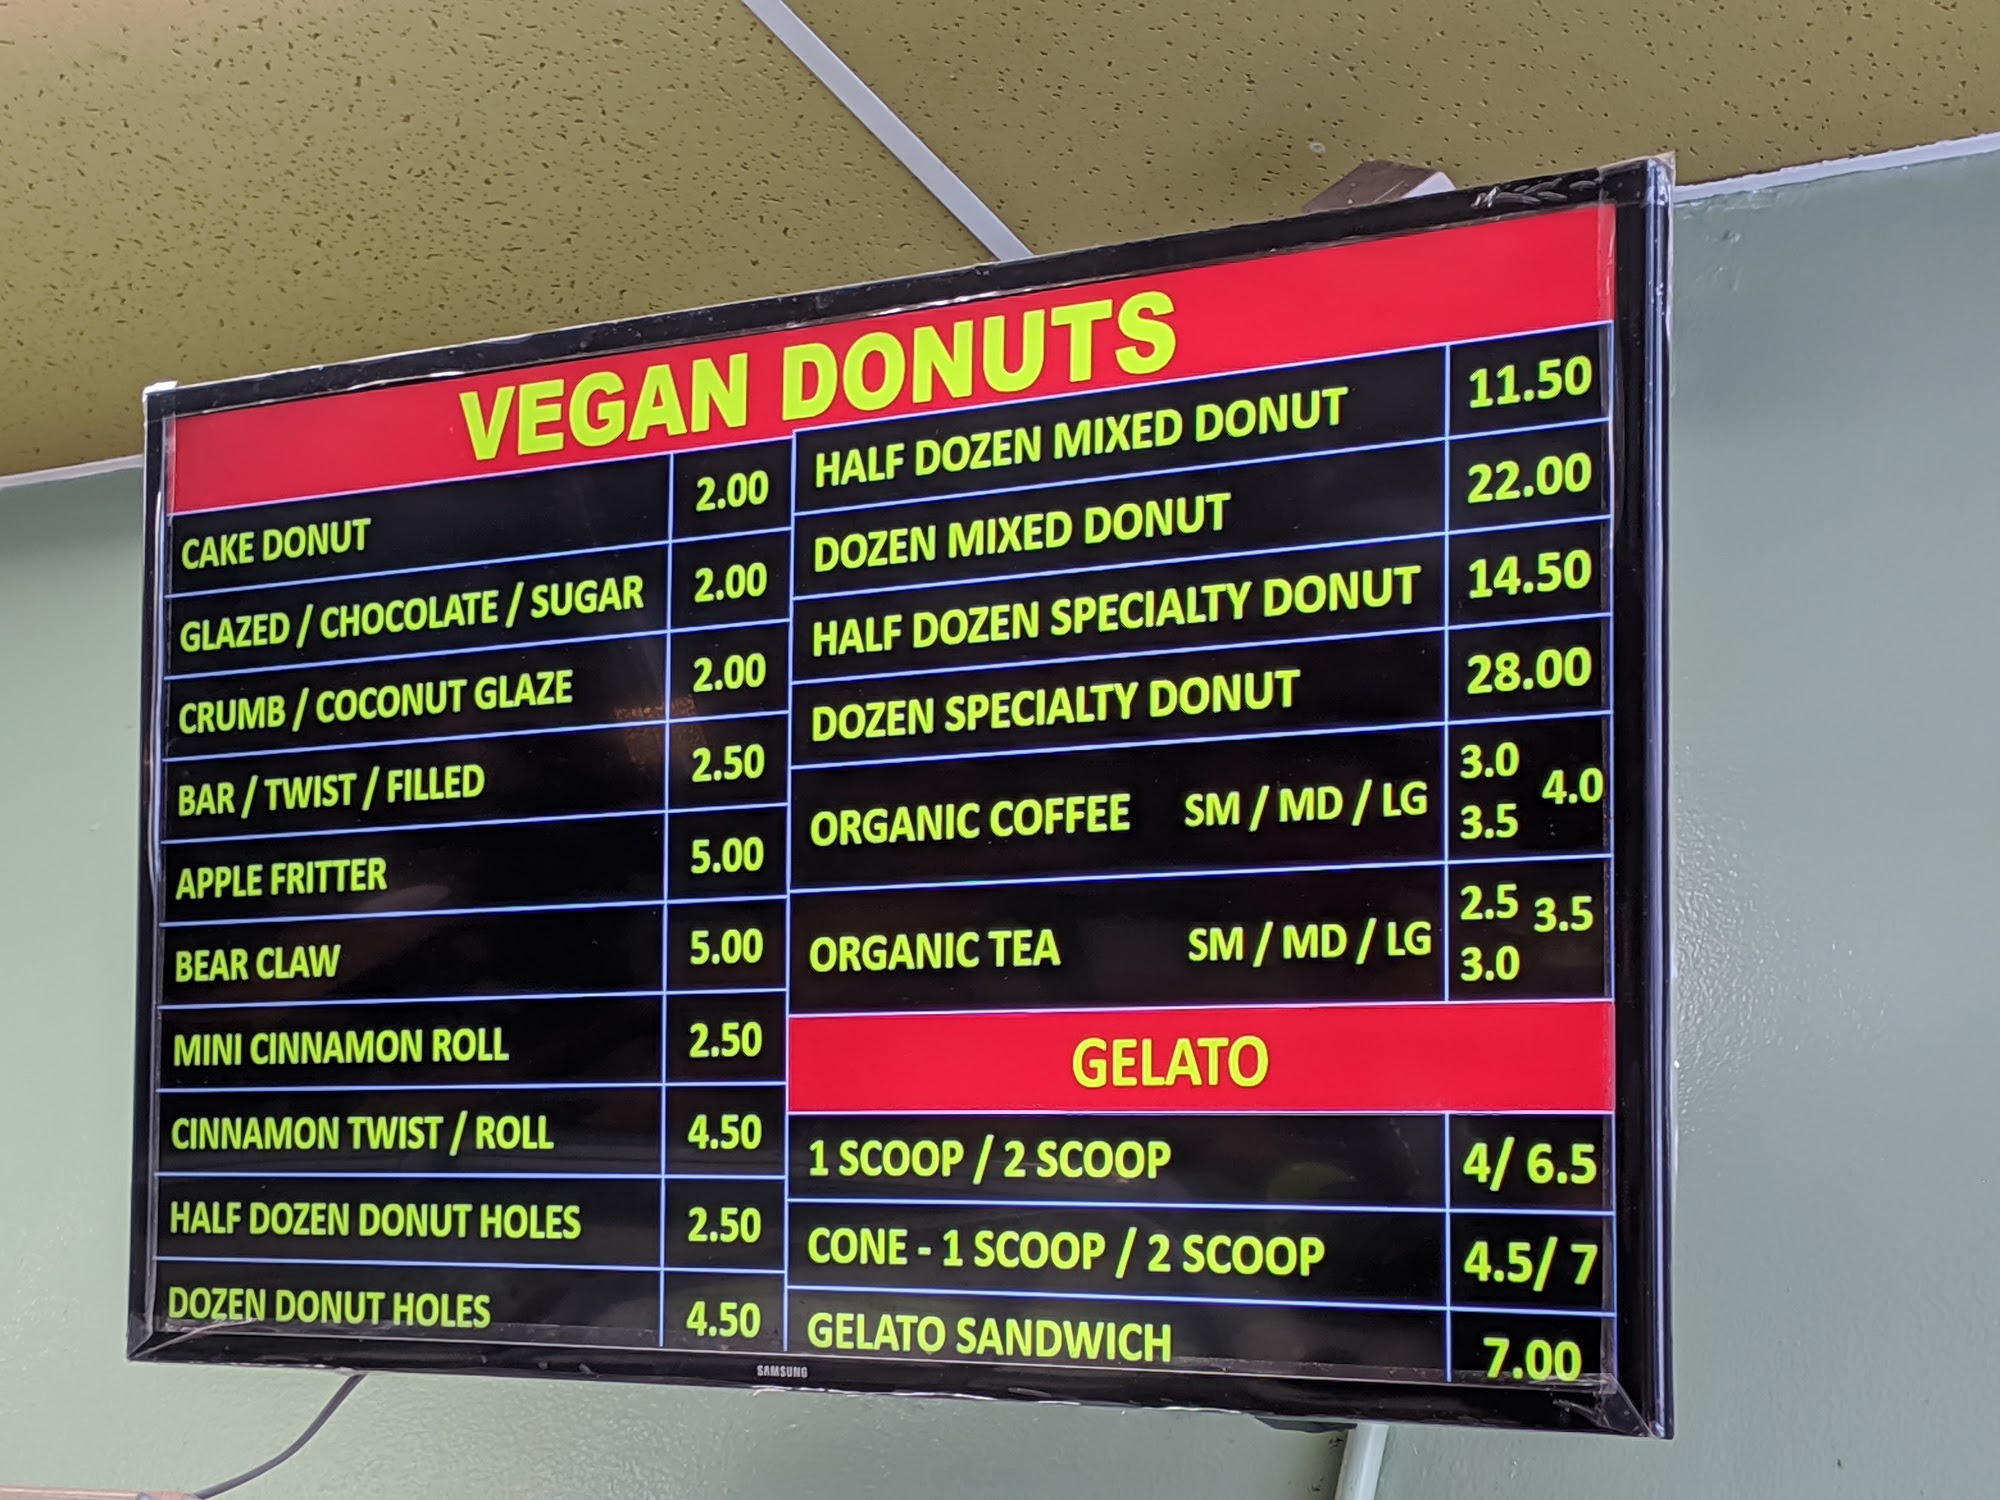 VEGAN DONUTS
CAKE DONUT 2.00
GLAZED / CHOCOLATE / SUGAR 2.00
CRUMB / COCONUT GLAZE 2.00
BAR / TWIST / FILLED 2.50
APPLE FRITTER 5.00
BEAR CLAW 5.00
MINI CINNAMON ROLL 2.50
CINNAMON TWIST / ROLL 4.50
HALF DOZEN DONUT HOLES 2.50
DOZEN DONUT HOLES 4.50
HALF DOZEN MIXED DONUT 11.50
DOZEN MIXED DONUT 22.00
HALF DOZEN SPECIALTY DONUT 14.50
DOZEN SPECIALTY DONUT 28.00
ORGANIC COFFEE SM / MD / LG 3.0 3.5 4.0
ORGANIC TEA SM / MD / LG 2.5 3.0 3.5
GELATO
1 SCOOP / 2 SCOOP 4/ 6.5
CONE - 1 SCOOP / 2 SCOOP 4.5/ 7
GELATO SANDWICH 7.00
SAMSUNG